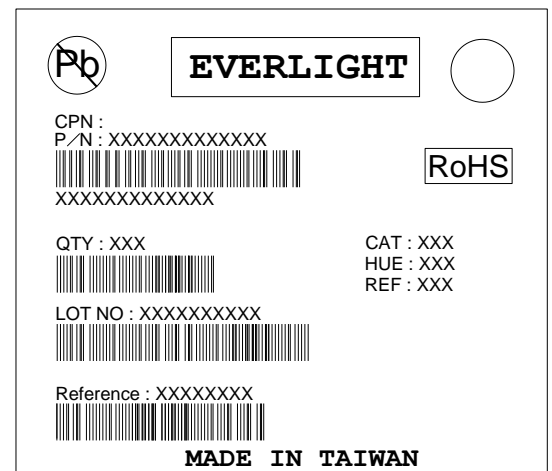 Pb
EVERLIGHT
CPN :
P/N : XXXXXXXXXXXXX
RoHS
XXXXXXXXXXXXX
QTY : XXX
CAT : XXX
HUE : XXX
REF : XXX
LOT NO : XXXXXXXXXX
Reference : XXXXXXXX
MADE IN TAIWAN